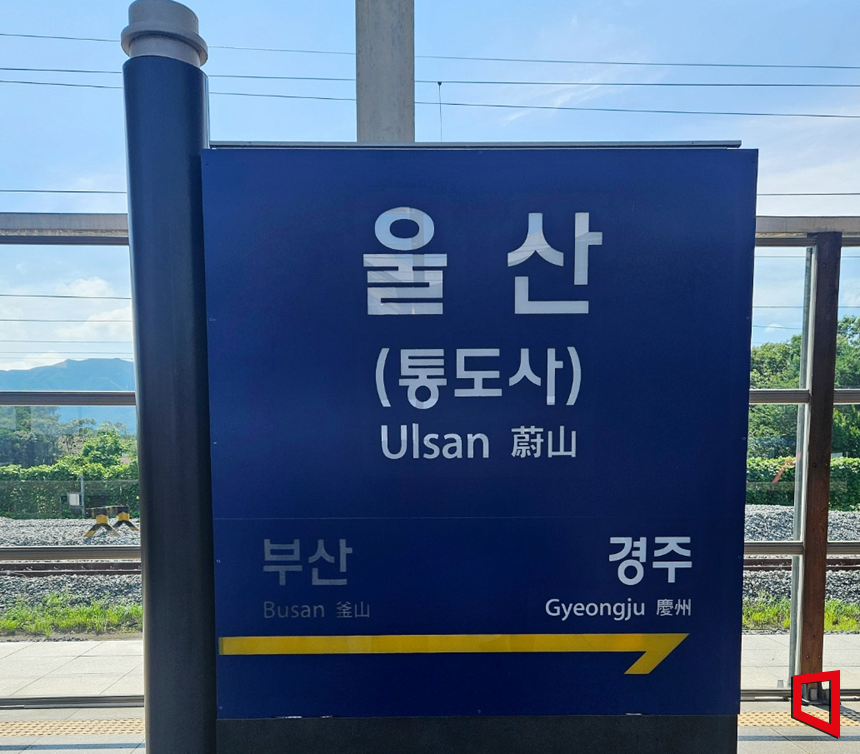 울산
(통도사)
Ulsan 蔚山
부산 경주
Busan 釜山 Gyeongju 慶州